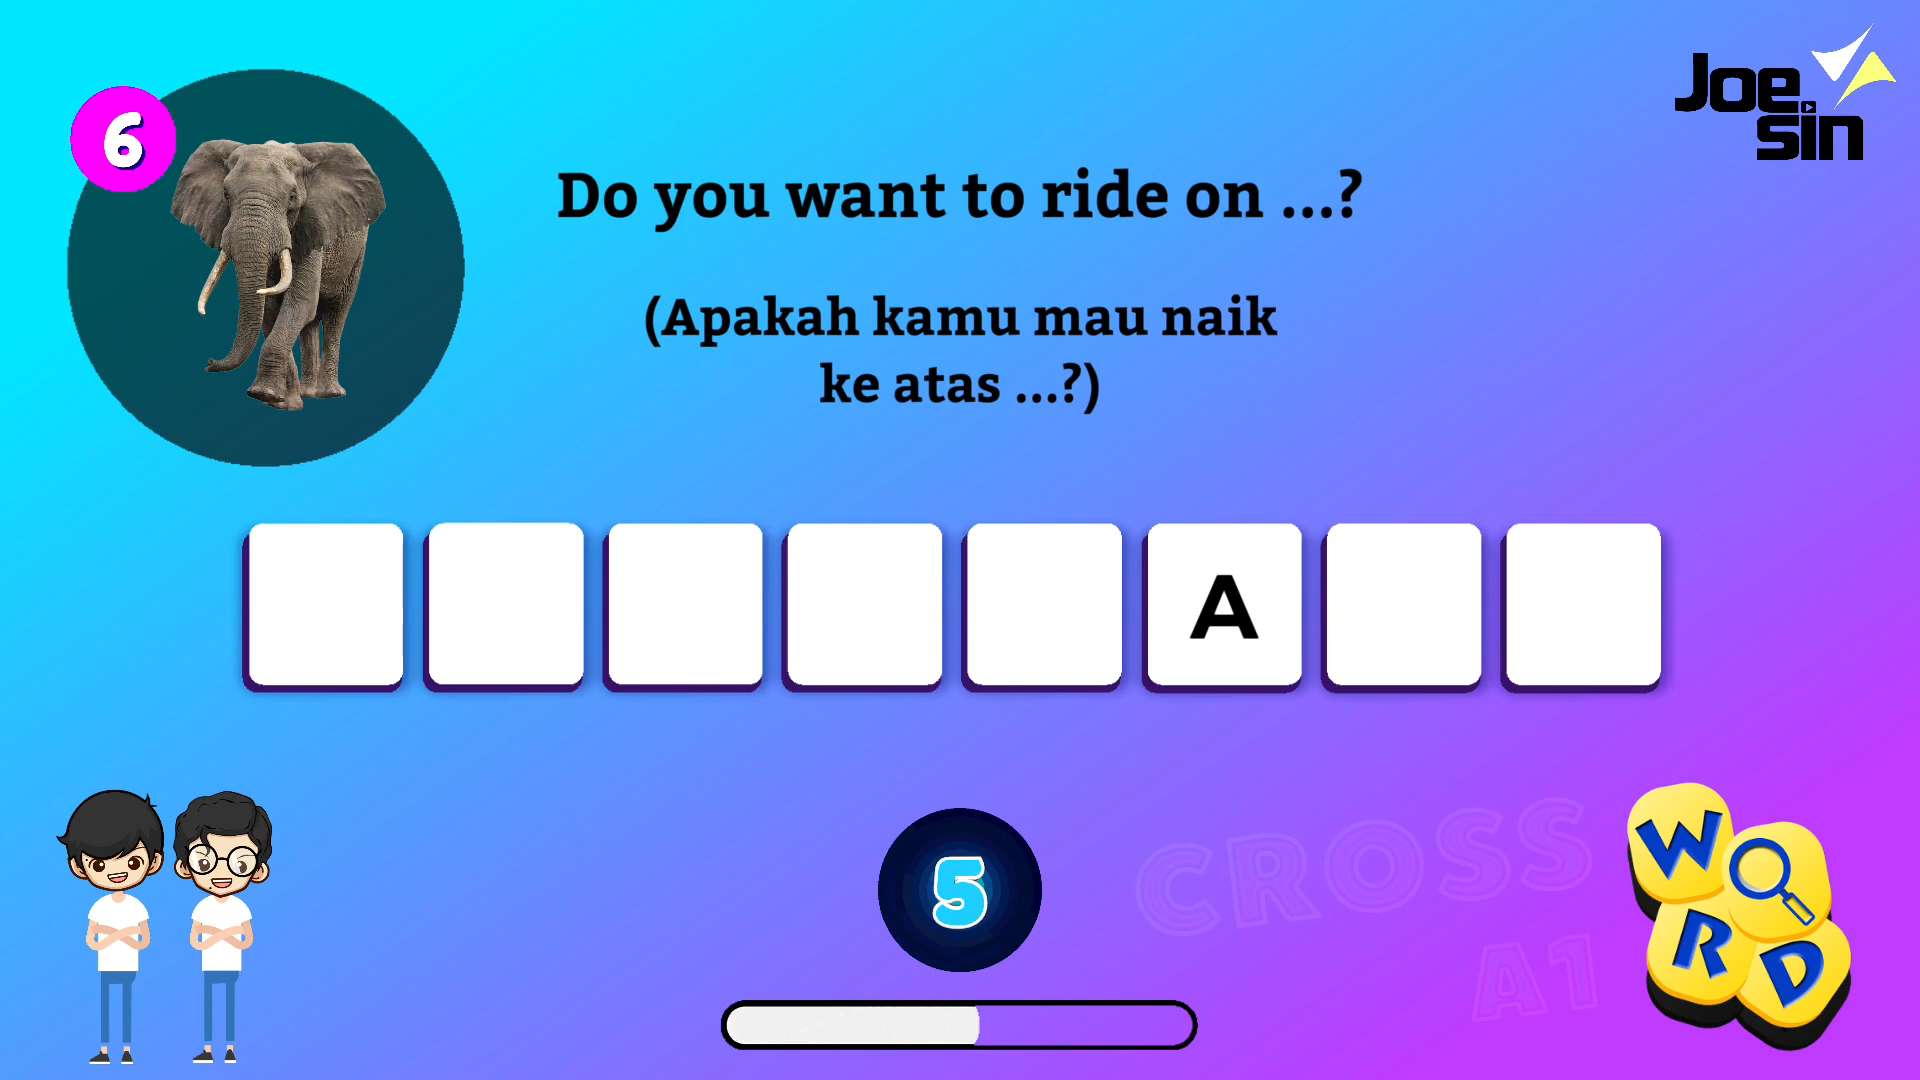 6
Joe
sin
Do you want to ride on ...?
(Apakah kamu mau naik
ke atas ...?)
A
5
CROSS
A1
WORD